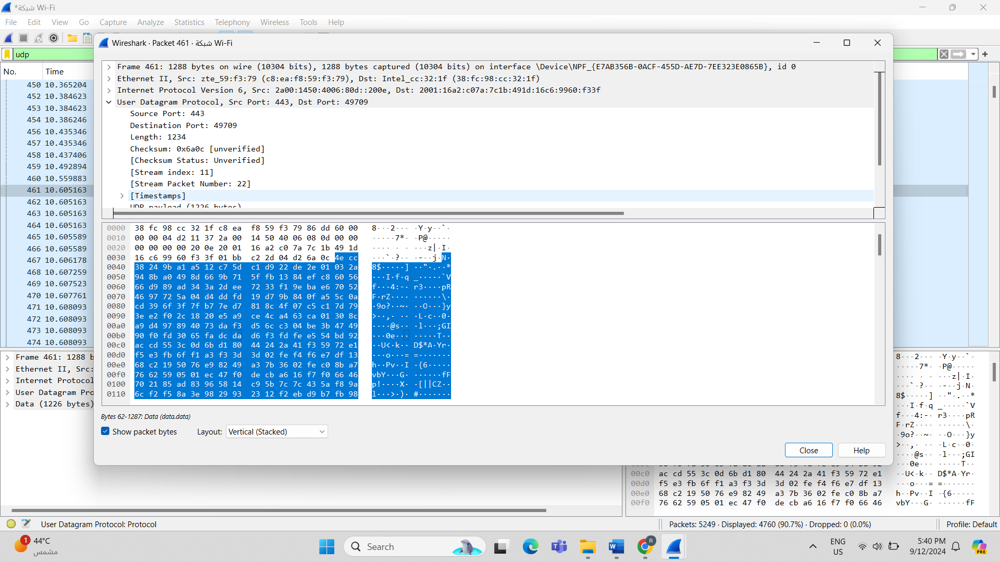 *شبكة Wi-Fi
File Edit View Go Capture Analyze Statistics Telephony Wireless Tools Help
udp
No. Time
450 10.365204
452 10.384623
453 10.384623
454 10.386246
456 10.435346
457 10.435346
458 10.437406
459 10.492894
460 10.559883
461 10.605163
462 10.605163
463 10.605163
464 10.605163
465 10.605589
466 10.605589
467 10.606178
468 10.607259
469 10.607523
470 10.607761
471 10.608093
472 10.608093
473 10.608093
474 10.608093
Wireshark · Packet 461 · شبكة Wi-Fi
Frame 461: 1288 bytes on wire (10304 bits), 1288 bytes captured (10304 bits) on interface \Device\NPF_{E7AB356B-0ACF-455D-AE7D-7EE323E0865B}, id 0
Ethernet II, Src: zte_59:f3:79 (c8:ea:f8:59:f3:79), Dst: Intel_cc:32:1f (38:fc:98:cc:32:1f)
Internet Protocol Version 6, Src: 2a00:1450:4006:80d::200e, Dst: 2001:16a2:c07a:7c1b:491d:16c6:9960:f33f
User Datagram Protocol, Src Port: 443, Dst Port: 49709
Source Port: 443
Destination Port: 49709
Length: 1234
Checksum: 0x6a0c [unverified]
[Checksum Status: Unverified]
[Stream index: 11]
[Stream Packet Number: 22]
[Timestamps]
UDP payload (1226 bytes)
0000 38 fc 98 cc 32 1f c8 ea f8 59 f3 79 86 dd 60 00 8···2··· ·Y·y··`·
0010 00 00 04 d2 11 37 2a 00 14 50 40 06 08 0d 00 00 ·····7*· ·P@·····
0020 00 00 00 00 20 0e 20 01 16 a2 c0 7a 7c 1b 49 1d ···· · · ···z|·I·
0030 16 c6 99 60 f3 3f 01 bb c2 2d 04 d2 6a 0c 4e cc ···`·?·· ·-··j·N·
0040 38 24 9b a1 a5 12 c7 5d c1 d9 22 de 2e 01 03 2a 8$·····] ··"·.··*
0050 94 8b a0 49 8d 66 9b 71 5f fb 13 84 ef c8 60 56 ···I·f·q _·····`V
0060 66 d9 89 ad 34 3a 2d ee 72 33 f1 9e ba e6 70 52 f···4:-· r3····pR
0070 46 97 72 5a 04 d4 dd fd 19 d7 9b 84 0f a5 5c 0a F·rZ···· ······\·
0080 cd 39 6f 3f 7f b7 7e d7 81 8c 4f 07 c5 c1 7d 79 ·9o?··~· ··O···}y
0090 3e e2 f0 2c 18 20 e5 a9 ce 4c a4 63 ca 01 30 8c >··,· ·· ·L·c··0·
00a0 a9 d4 97 89 40 73 da f3 d5 6c c3 04 be 3b 47 49 ····@s·· ·l···;GI
00b0 90 f0 fd 30 65 fa dc da d6 f3 fd fe e5 54 bd 92 ···0e··· ·····T··
00c0 ac cd 55 3c 0d 6b d1 80 44 24 2a 41 f3 59 72 e1 ··U<·k·· D$*A·Yr·
00d0 f5 e3 fb 6f f1 a3 f3 3d 3d 02 fe f4 f6 e7 df 13 ···o···= =·······
00e0 68 c2 19 50 76 e9 82 49 a3 7b 36 02 fe c0 8b a7 h··Pv··I ·{6·····
00f0 76 62 59 05 01 ec 47 f0 de cb a6 16 f7 f0 66 46 vbY···G· ······fF
0100 70 21 85 ad 83 96 58 14 c9 5b 7c 7c 43 5a f8 9a p!····X· ·[||CZ··
0110 6c f2 f5 8a 3e 98 29 93 23 12 f2 eb d9 b7 fb 98 l···>·)· #·······
Bytes 62-1287: Data (data.data)
Show packet bytes Layout: Vertical (Stacked)
Close Help
Frame 461: 1288 b
Ethernet II, Src:
Internet Protocol
User Datagram Pro
Data (1226 bytes)
8···2··· ·Y·y··`·
·····7*· ·P@·····
···· · · ···z|·I·
···`·?·· ·-··j·N·
8$·····] ··"·.··*
···I·f·q _·····`V
f···4:-· r3····pR
F·rZ···· ······\·
·9o?··~· ··O···}y
>··,· ·· ·L·c··0·
····@s·· ·l···;GI
···0e··· ·····T··
00c0 ac cd 55 3c 0d 6b d1 80 44 24 2a 41 f3 59 72 e1 ··U<·k·· D$*A·Yr·
00d0 f5 e3 fb 6f f1 a3 f3 3d 3d 02 fe f4 f6 e7 df 13 ···o···= =·······
00e0 68 c2 19 50 76 e9 82 49 a3 7b 36 02 fe c0 8b a7 h··Pv··I ·{6·····
00f0 76 62 59 05 01 ec 47 f0 de cb a6 16 f7 f0 66 46 vbY···G· ······fF
User Datagram Protocol: Protocol
Packets: 5249 · Displayed: 4760 (90.7%) · Dropped: 0 (0.0%)
Profile: Default
1
44°C
مشمس
Search
R
ENG
US
5:40 PM
9/12/2024
PRE